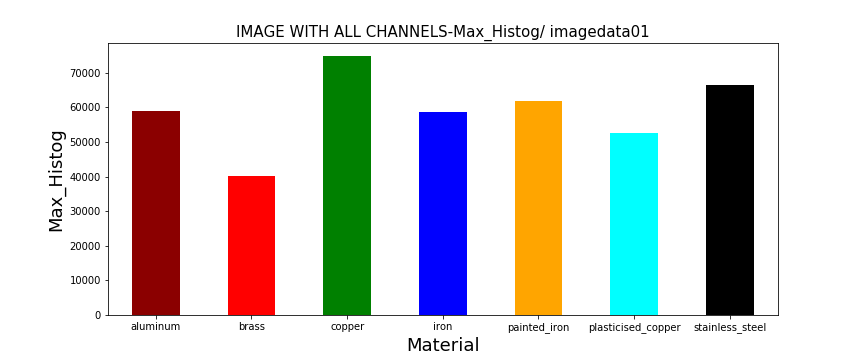 IMAGE WITH ALL CHANNELS-Max_Histog/ imagedata01
Max_Histog
70000
60000
50000
40000
30000
20000
10000
0
aluminum brass copper iron painted_iron plasticised_copper stainless_steel
Material